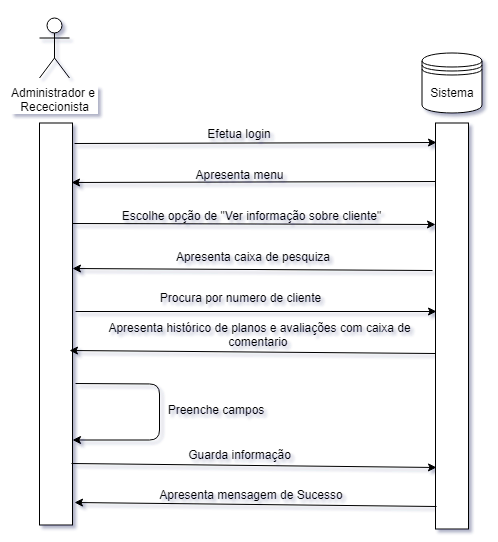 Administrador e
Rececionista
Sistema
Efetua login
Apresenta menu
Escolhe opção de "Ver informação sobre cliente"
Apresenta caixa de pesquiza
Procura por numero de cliente
Apresenta histórico de planos e avaliações com caixa de
comentario
Preenche campos
Guarda informação
Apresenta mensagem de Sucesso